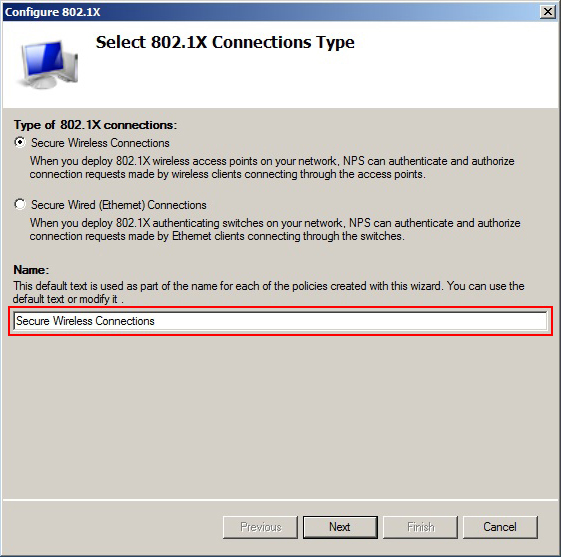 Configure 802.1X
Select 802.1X Connections Type
Type of 802.1X connections:
Secure Wireless Connections
When you deploy 802.1X wireless access points on your network, NPS can authenticate and authorize
connection requests made by wireless clients connecting through the access points.
Secure Wired (Ethernet) Connections
When you deploy 802.1X authenticating switches on your network, NPS can authenticate and authorize
connection requests made by Ethernet clients connecting through the switches.
Name:
This default text is used as part of the name for each of the policies created with this wizard. You can use the
default text or modify it .
Secure Wireless Connections
Previous Next Finish Cancel